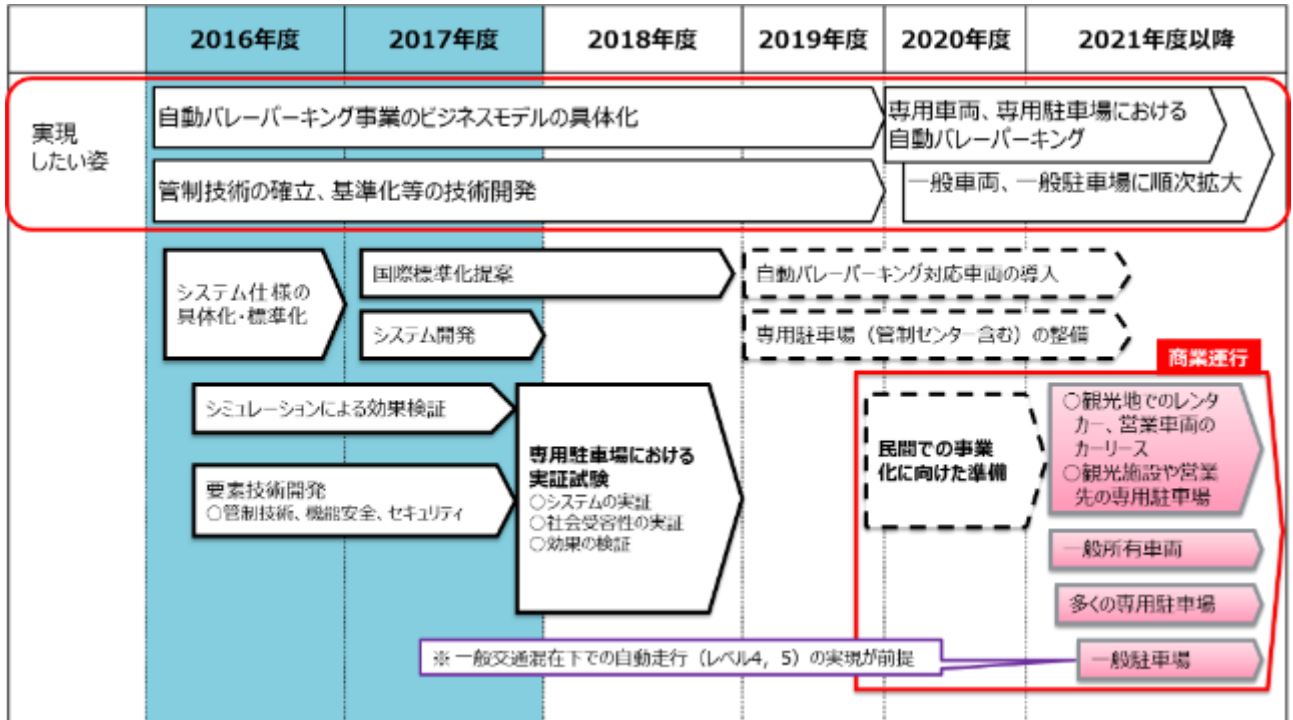 2016年度
2017年度
2018年度
2019年度
2020年度
2021年度以降
実現
したい姿
自動バレーパーキング事業のビジネスモデルの具体化
専用車両、専用駐車場における
自動バレーパーキング
管制技術の確立、基準化等の技術開発
一般車両、一般駐車場に順次拡大
システム仕様の
具体化・標準化
国際標準化提案
自動バレーパーキング対応車両の導入
システム開発
専用駐車場（管制センター含む）の整備
商業運行
シミュレーションによる効果検証
要素技術開発
○管制技術、機能安全、セキュリティ
専用駐車場における
実証試験
○システムの実証
○社会受容性の実証
○効果の検証
民間での事業
化に向けた準備
○観光地でのレンタ
カー、営業車両の
カーリース
○観光施設や営業
先の専用駐車場
一般所有車両
多くの専用駐車場
※ 一般交通混在下での自動走行（レベル4，5）の実現が前提
一般駐車場